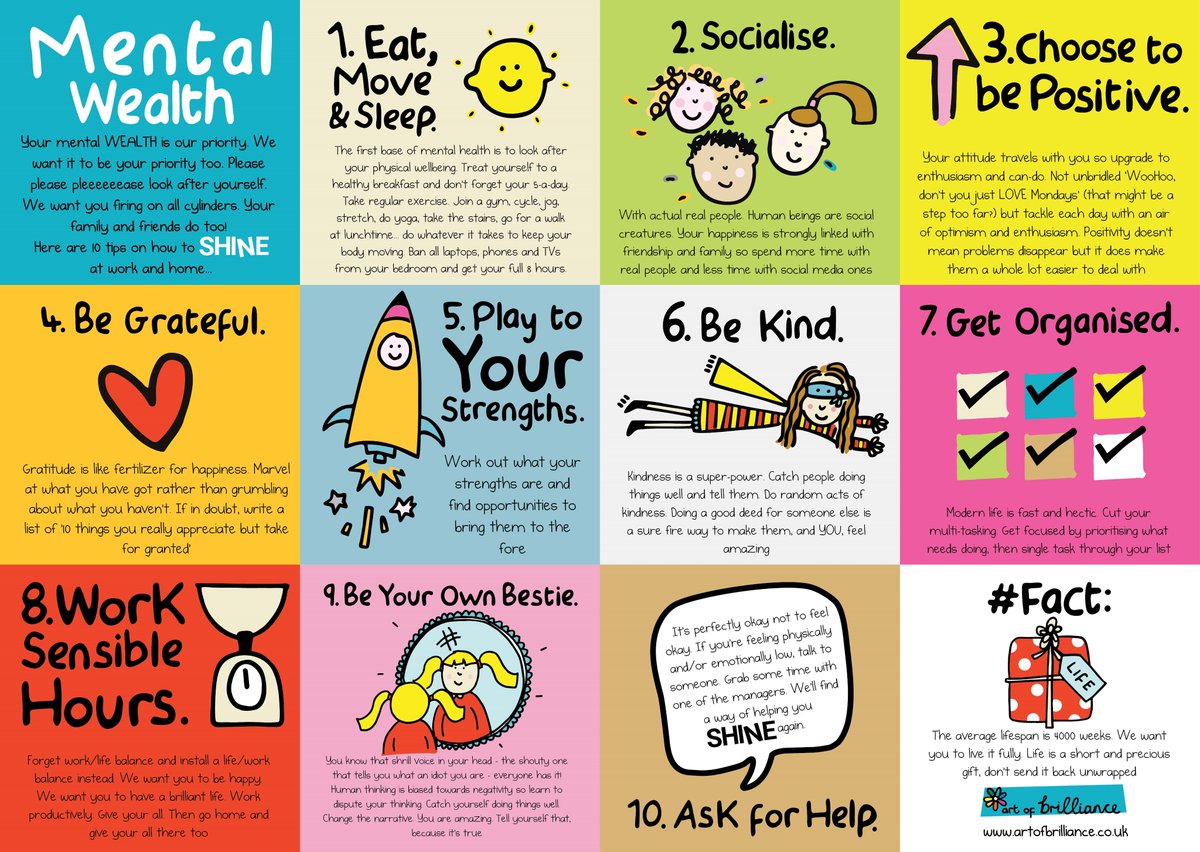 Mental
Wealth
Your mental WEALTH is our priority. We
want it to be your priority too. Please
please pleeeeeease look after yourself.
We want you firing on all cylinders. Your
family and friends do too!
Here are 10 tips on how to SHINE
at work and home...
1. Eat,
Move
& Sleep.
The first base of mental health is to look after
your physical wellbeing. Treat yourself to a
healthy breakfast and don't forget your 5-a-day.
Take regular exercise. Join a gym, cycle, jog,
stretch, do yoga, take the stairs, go for a walk
at lunchtime... do whatever it takes to keep your
body moving. Ban all laptops, phones and TVs
from your bedroom and get your full 8 hours.
2. Socialise.
With actual real people. Human beings are social
creatures. Your happiness is strongly linked with
friendship and family so spend more time with
real people and less time with social media ones
3. Choose to
be Positive.
Your attitude travels with you so upgrade to
enthusiasm and can-do. Not unbridled 'WooHoo,
don't you just LOVE Mondays' (that might be a
step too far?) but tackle each day with an air
of optimism and enthusiasm. Positivity doesn't
mean problems disappear but it does make
them a whole lot easier to deal with
4. Be Grateful.
Gratitude is like fertilizer for happiness. Marvel
at what you have got rather than grumbling
about what you haven't. If in doubt, write a
list of '10 things you really appreciate but take
for granted'
5. Play to
Your
Strengths.
Work out what your
strengths are and
find opportunities to
bring them to the
fore
6. Be Kind.
Kindness is a super-power. Catch people doing
things well and tell them. Do random acts of
kindness. Doing a good deed for someone else is
a sure fire way to make them, and YOU, feel
amazing
7. Get Organised.
Modern life is fast and hectic. Cut your
multi-tasking. Get focused by prioritising what
needs doing, then single task through your list
8. Work
Sensible
Hours.
Forget work/life balance and install a life/work
balance instead. We want you to be happy.
We want you to have a brilliant life. Work
productively. Give your all. Then go home and
give your all there too
9. Be Your Own Bestie.
You know that shrill voice in your head - the shouty one
that tells you what an idiot you are - everyone has it!
Human thinking is biased towards negativity so learn to
dispute your thinking. Catch yourself doing things well.
Change the narrative. You are amazing. Tell yourself that,
because it's true
It's perfectly okay not to feel
okay. If you're feeling physically
and/or emotionally low, talk to
someone. Grab some time with
one of the managers. We'll find
a way of helping you
SHINE again.
10. Ask for Help.
#Fact:
LIFE
The average lifespan is 4000 weeks. We want
you to live it fully. Life is a short and precious
gift, don't send it back unwrapped
art of brilliance
www.artofbrilliance.co.uk